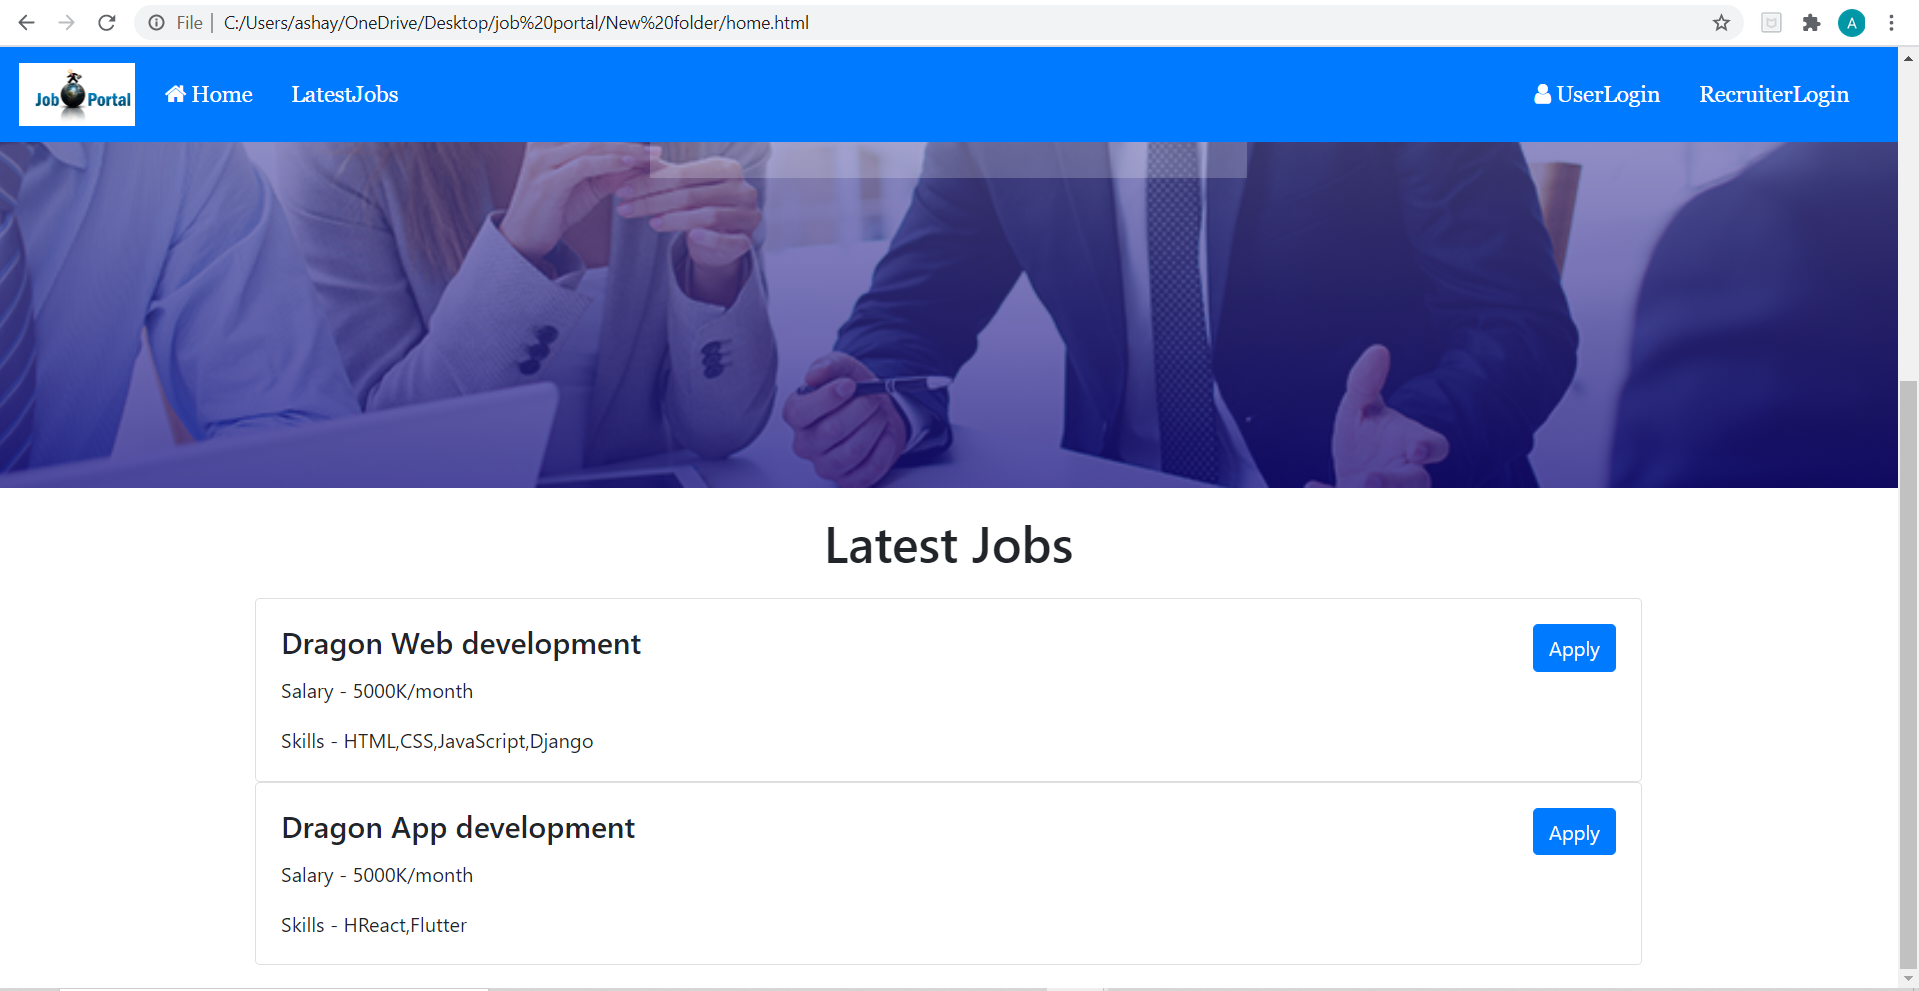 File | C:/Users/ashay/OneDrive/Desktop/job%20portal/New%20folder/home.html
A
Job Portal
Home LatestJobs UserLogin RecruiterLogin
Latest Jobs
Dragon Web development
Apply
Salary - 5000K/month
Skills - HTML,CSS,JavaScript,Django
Dragon App development
Apply
Salary - 5000K/month
Skills - HReact,Flutter